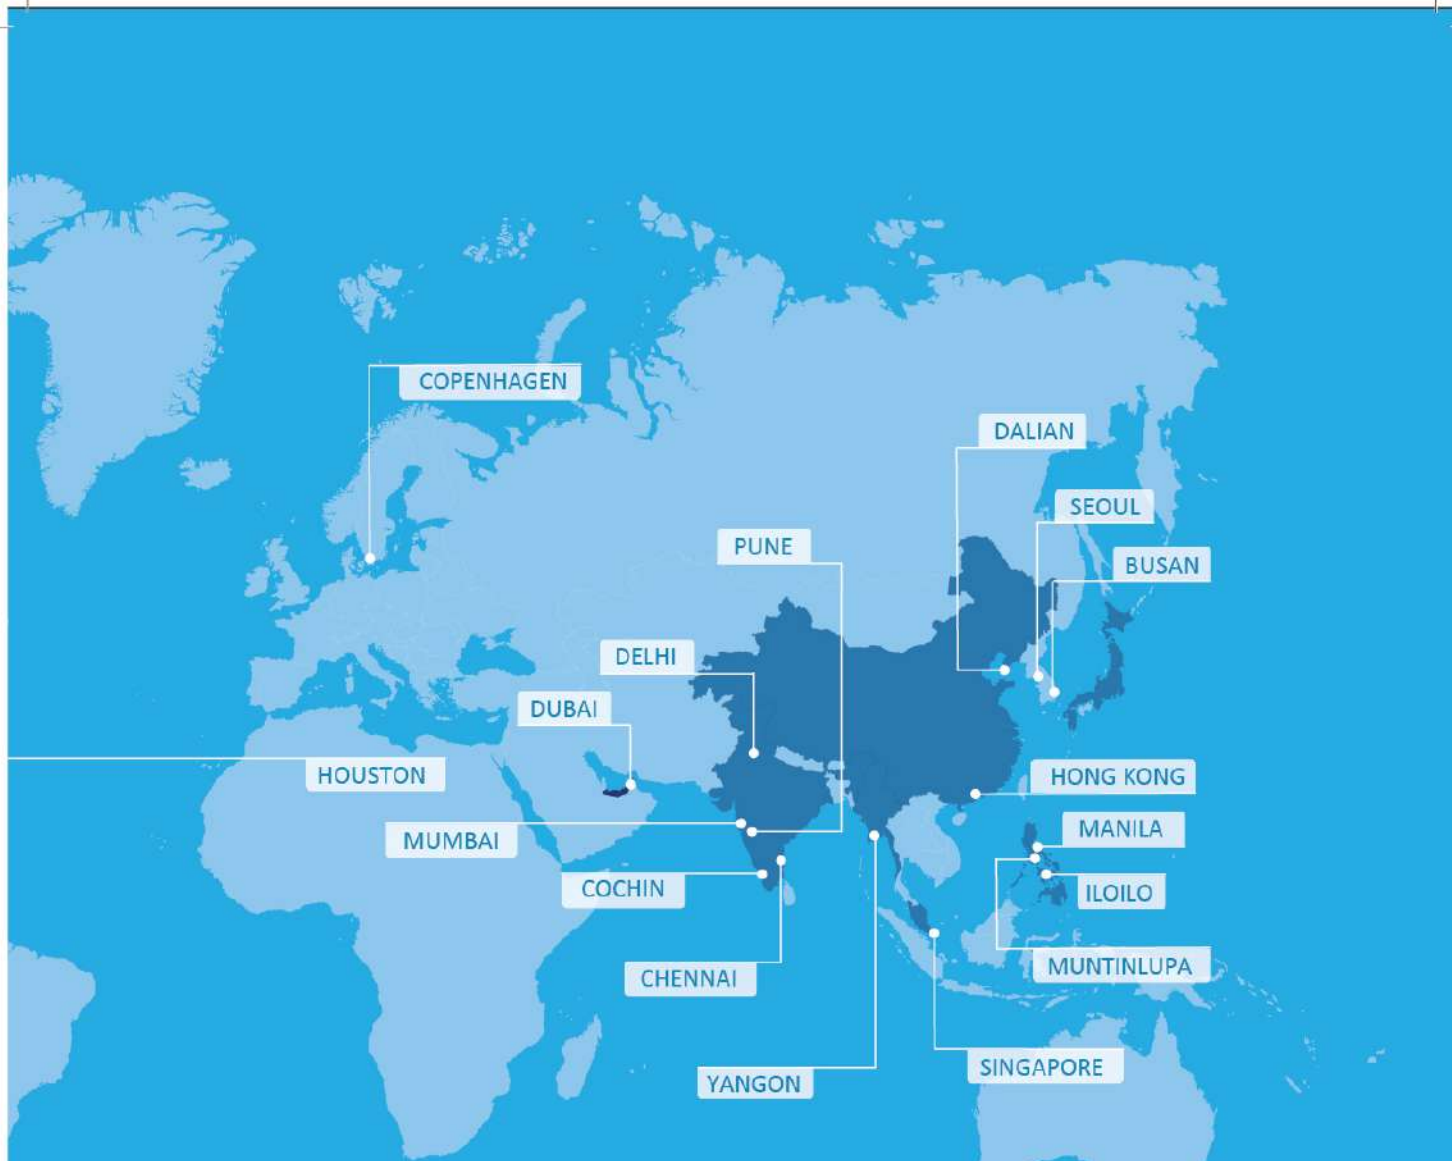 COPENHAGEN
DALIAN
SEOUL
PUNE
BUSAN
DELHI
DUBAI
HOUSTON
HONG KONG
MUMBAI
MANILA
COCHIN
ILOILO
CHENNAI
MUNTINLUPA
YANGON
SINGAPORE